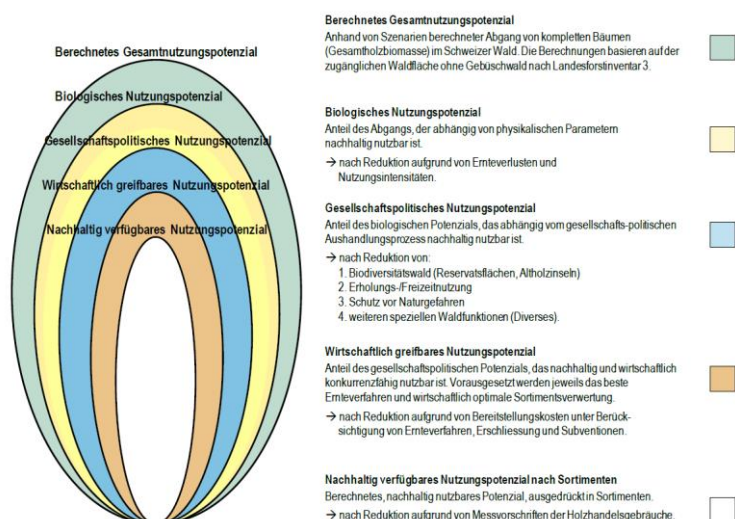 Berechnetes Gesamtnutzungspotenzial
Biologisches Nutzungspotenzial
Gesellschaftspolitisches Nutzungspotenzial
Wirtschaftlich greifbares Nutzungspotenzial
Nachhaltig verfügbares Nutzungspotenzial
Berechnetes Gesamtnutzungspotenzial
Anhand von Szenarien berechneter Abgang von kompletten Bäumen
(Gesamtholzbiomasse) im Schweizer Wald. Die Berechnungen basieren auf der
zugänglichen Waldfläche ohne Gebüschwald nach Landesforstinventar 3.
Biologisches Nutzungspotenzial
Anteil des Abgangs, der abhängig von physikalischen Parametern
nachhaltig nutzbar ist.
→ nach Reduktion aufgrund von Ernteverlusten und
Nutzungsintensitäten.
Gesellschaftspolitisches Nutzungspotenzial
Anteil des biologischen Potenzials, das abhängig vom gesellschafts-politischen
Aushandlungsprozess nachhaltig nutzbar ist.
→ nach Reduktion von:
1. Biodiversitätswald (Reservatsflächen, Altholzinseln)
2. Erholungs-/Freizeitnutzung
3. Schutz vor Naturgefahren
4. weiteren speziellen Waldfunktionen (Diverses).
Wirtschaftlich greifbares Nutzungspotenzial
Anteil des gesellschaftspolitischen Potenzials, das nachhaltig und wirtschaftlich
konkurrenzfähig nutzbar ist. Vorausgesetzt werden jeweils das beste
Ernteverfahren und wirtschaftlich optimale Sortimentsverwertung.
→ nach Reduktion aufgrund von Bereitstellungskosten unter Berück-
sichtigung von Ernteverfahren, Erschliessung und Subventionen.
Nachhaltig verfügbares Nutzungspotenzial nach Sortimenten
Berechnetes, nachhaltig nutzbares Potenzial, ausgedrückt in Sortimenten.
→ nach Reduktion aufgrund von Messvorschriften der Holzhandelsgebräuche.